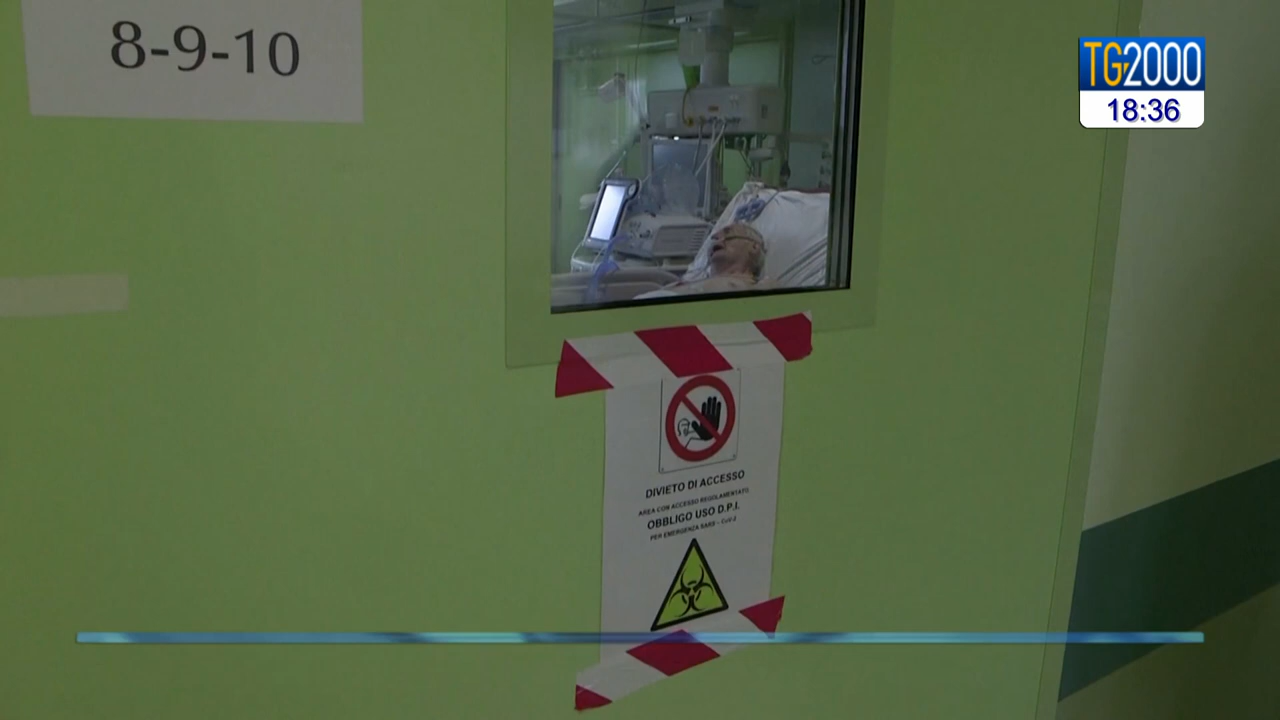 8-9-10
TG2000
18:36
DIVIETO DI ACCESSO
AREA CON ACCESSO REGOLAMENTATO
OBBLIGO USO D.P.I.
PER EMERGENZA SARS - CoV-2